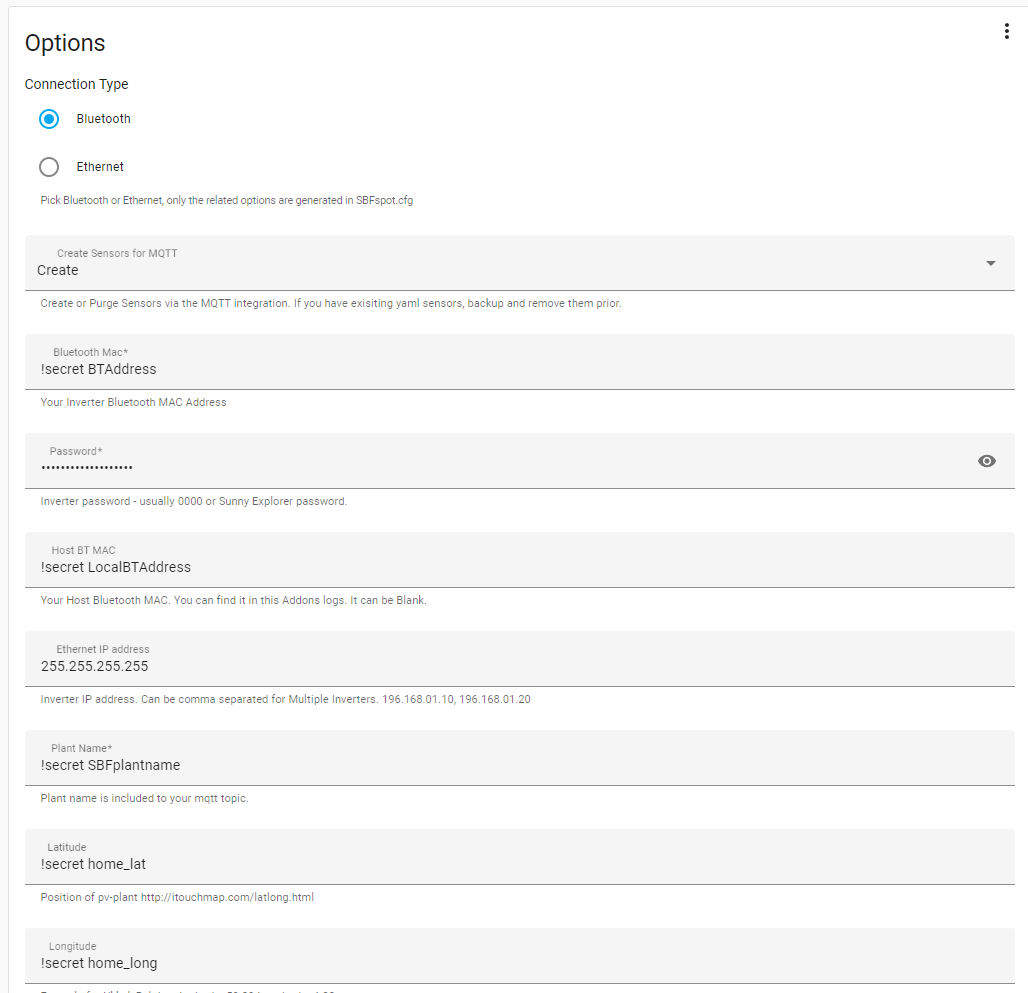 Options
Connection Type
Bluetooth
Ethernet
Pick Bluetooth or Ethernet, only the related options are generated in SBFspot.cfg
Create Sensors for MQTT
Create
Create or Purge Sensors via the MQTT integration. If you have exisiting yaml sensors, backup and remove them prior.
Bluetooth Mac*
!secret BTAddress
Your Inverter Bluetooth MAC Address
Password*
•••••••••••••••••••
Inverter password - usually 0000 or Sunny Explorer password.
Host BT MAC
!secret LocalBTAddress
Your Host Bluetooth MAC. You can find it in this Addons logs. It can be Blank.
Ethernet IP address
255.255.255.255
Inverter IP address. Can be comma separated for Multiple Inverters. 196.168.01.10, 196.168.01.20
Plant Name*
!secret SBFplantname
Plant name is included to your mqtt topic.
Latitude
!secret home_lat
Position of pv-plant http://itouchmap.com/latlong.html
Longitude
!secret home_long